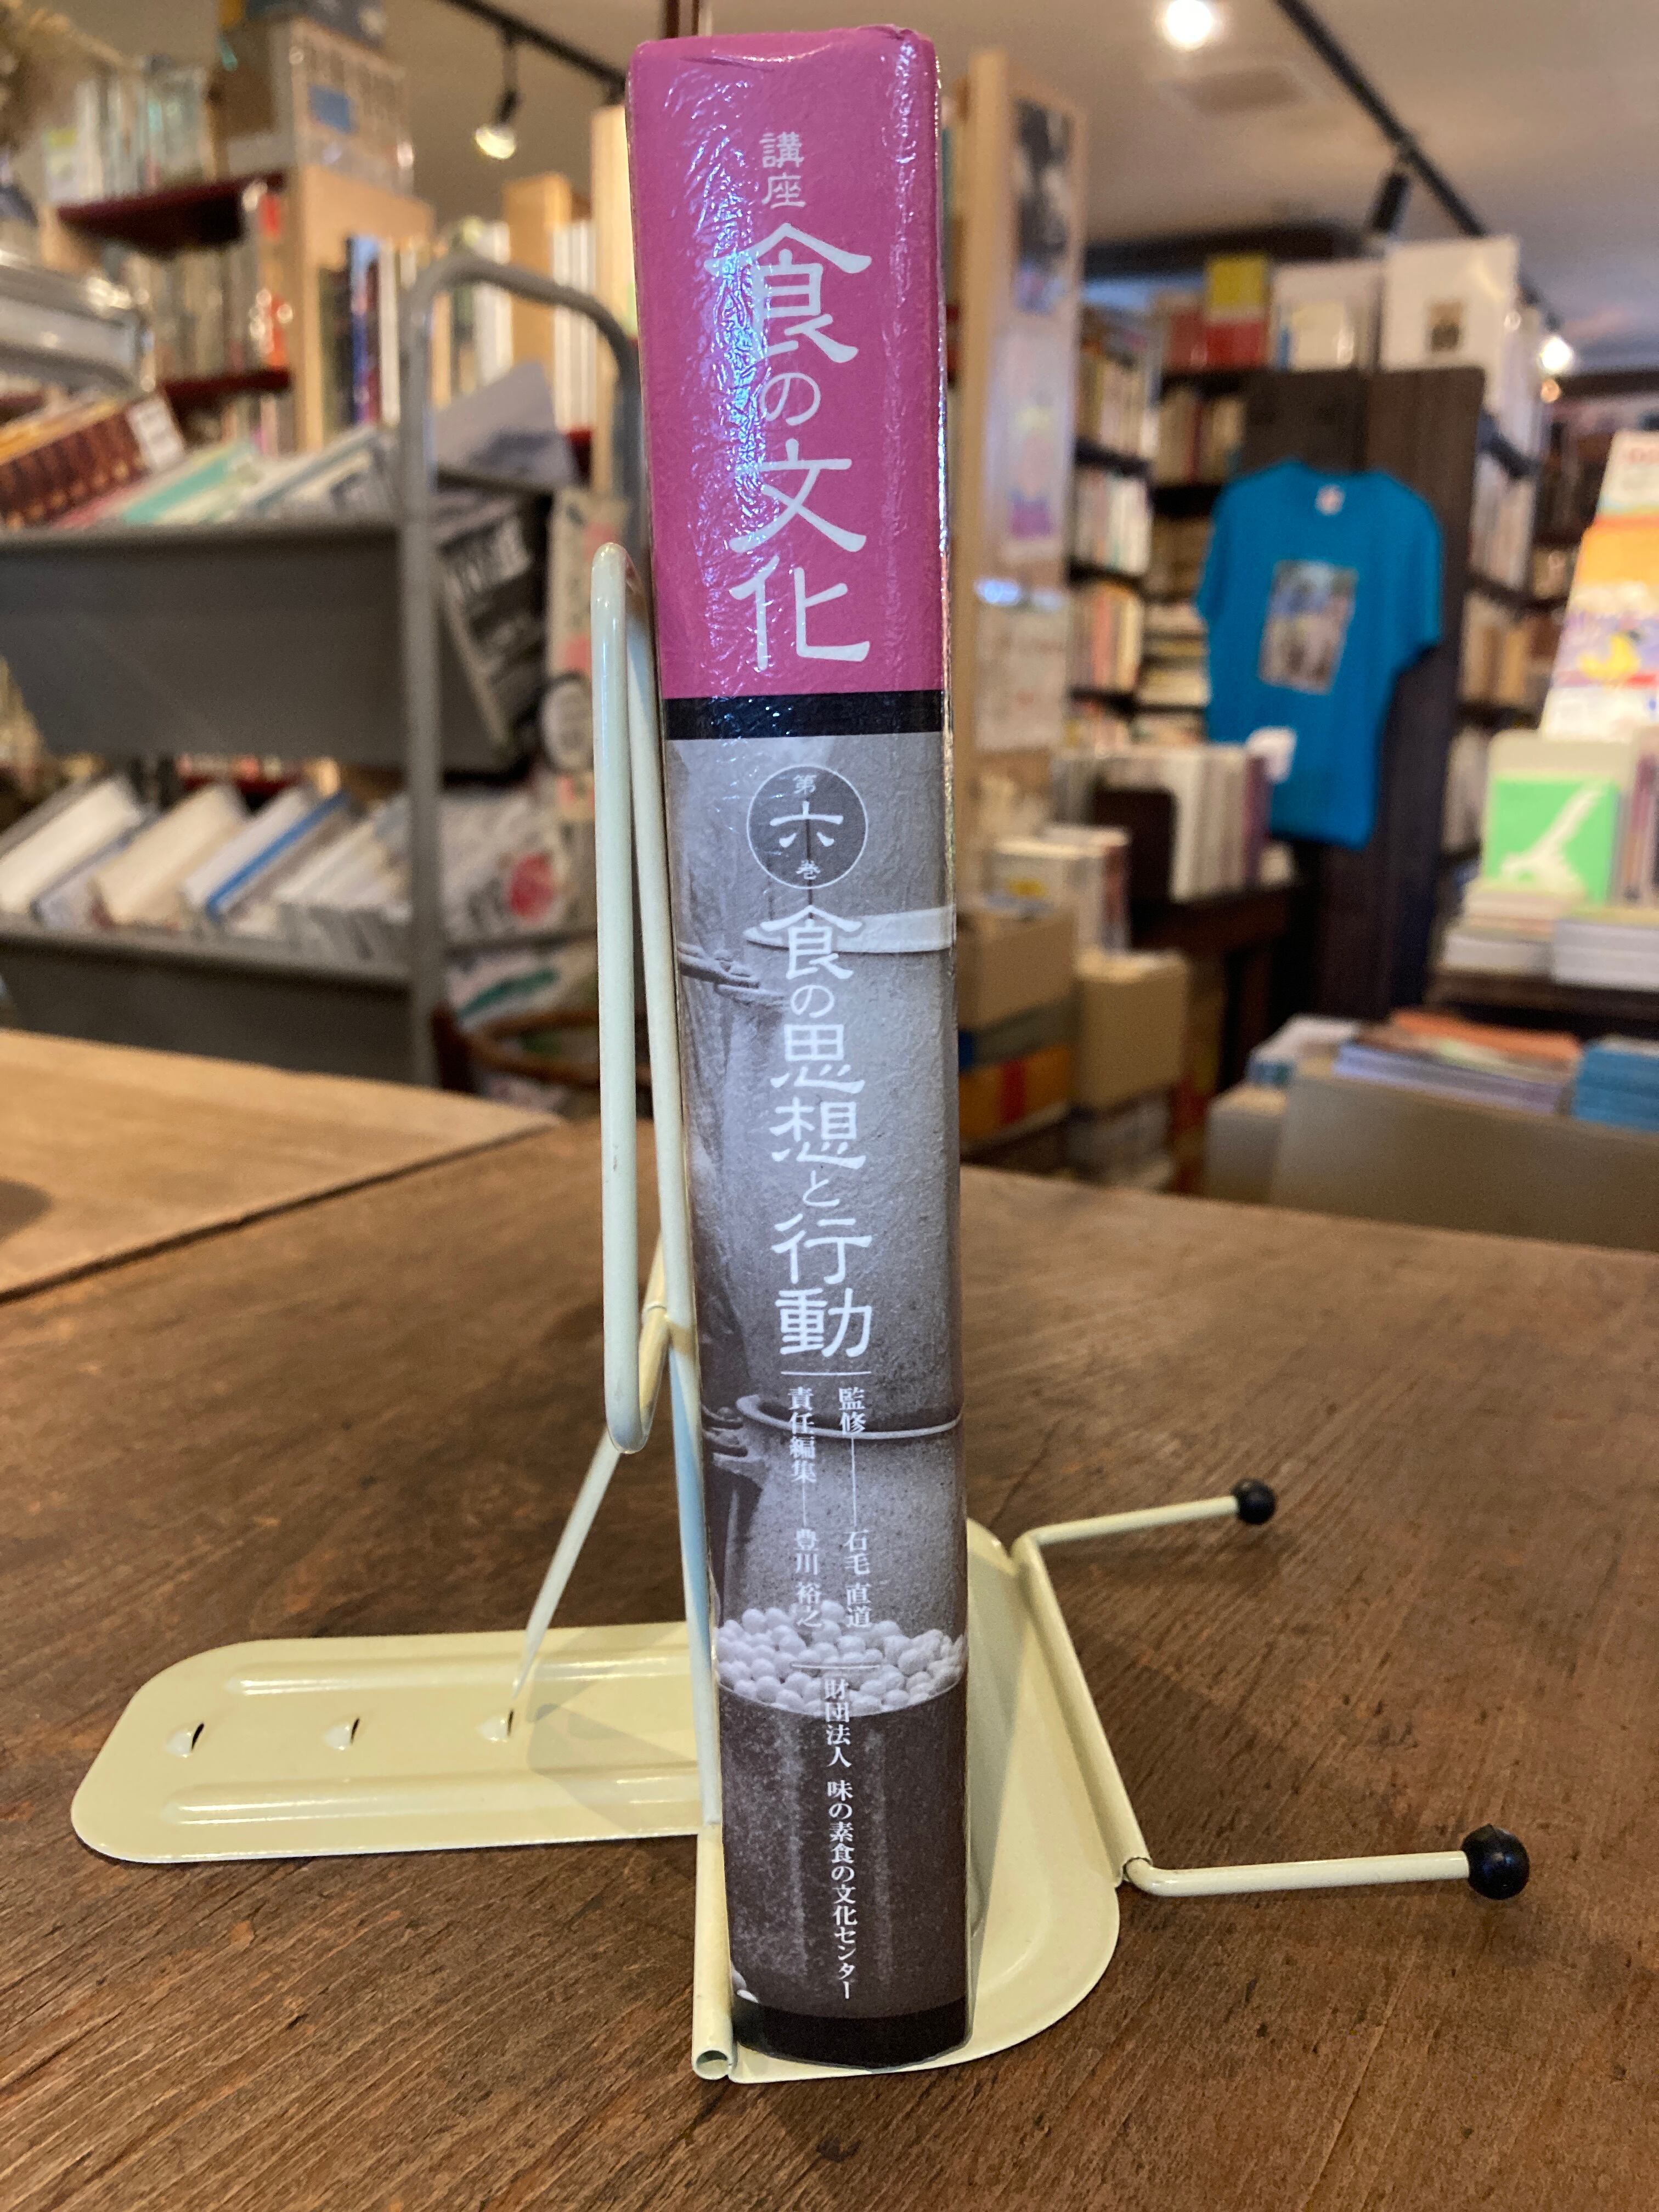 講座
食の文化
第六巻
食の思想と行動
監修――石毛 直道
責任編集――豊川 裕之
財団法人 味の素食の文化センター